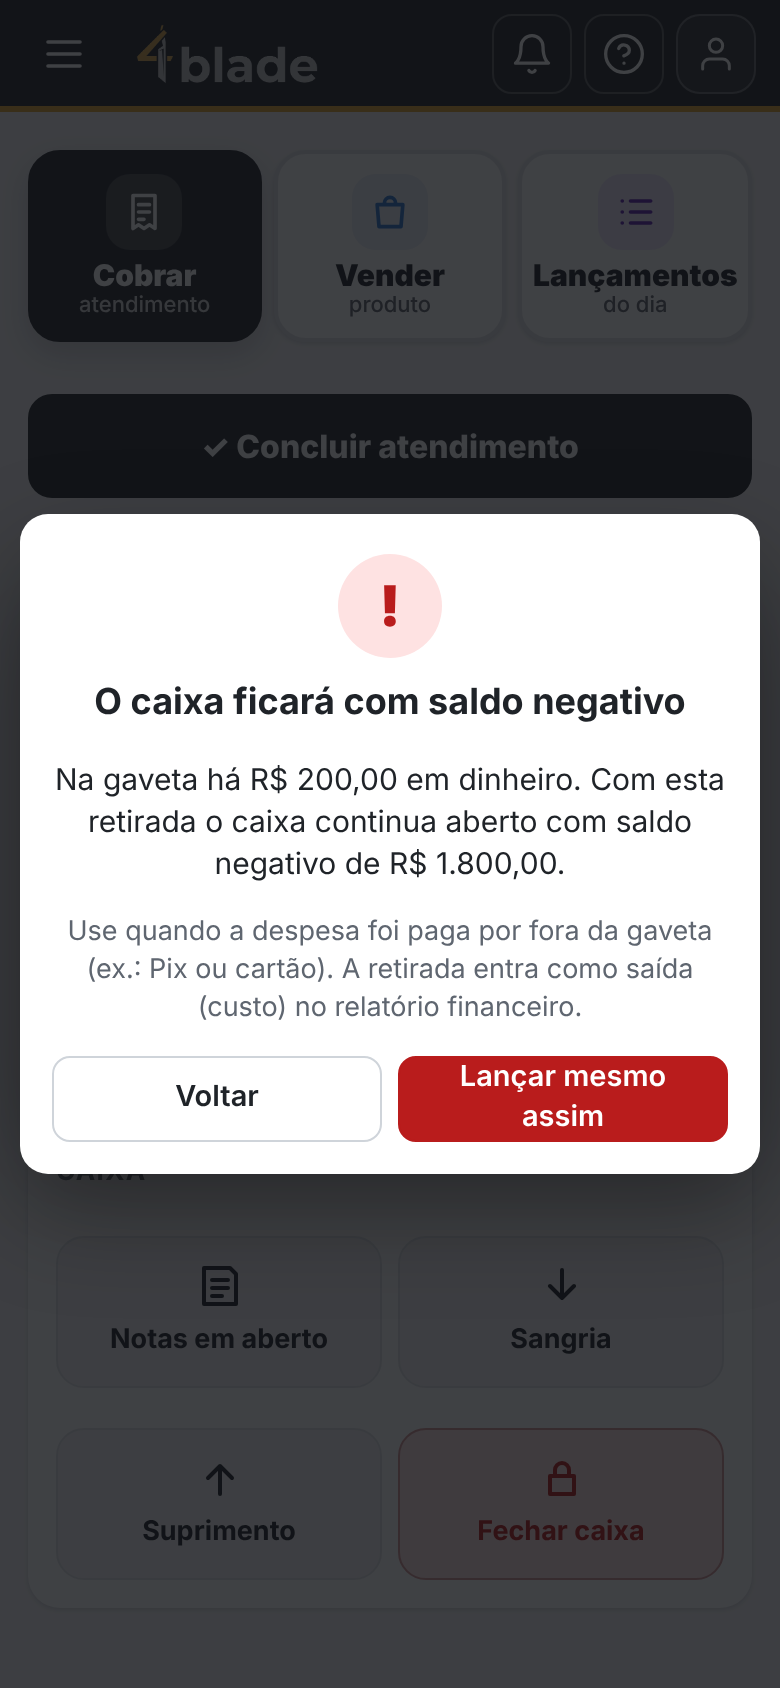 4blade
Cobrar
atendimento
Vender
produto
Lançamentos
do dia
✓ Concluir atendimento
!
O caixa ficará com saldo negativo
Na gaveta há R$ 200,00 em dinheiro. Com esta
retirada o caixa continua aberto com saldo
negativo de R$ 1.800,00.
Use quando a despesa foi paga por fora da gaveta
(ex.: Pix ou cartão). A retirada entra como saída
(custo) no relatório financeiro.
Voltar
Lançar mesmo
assim
Notas em aberto
Sangria
Suprimento
Fechar caixa